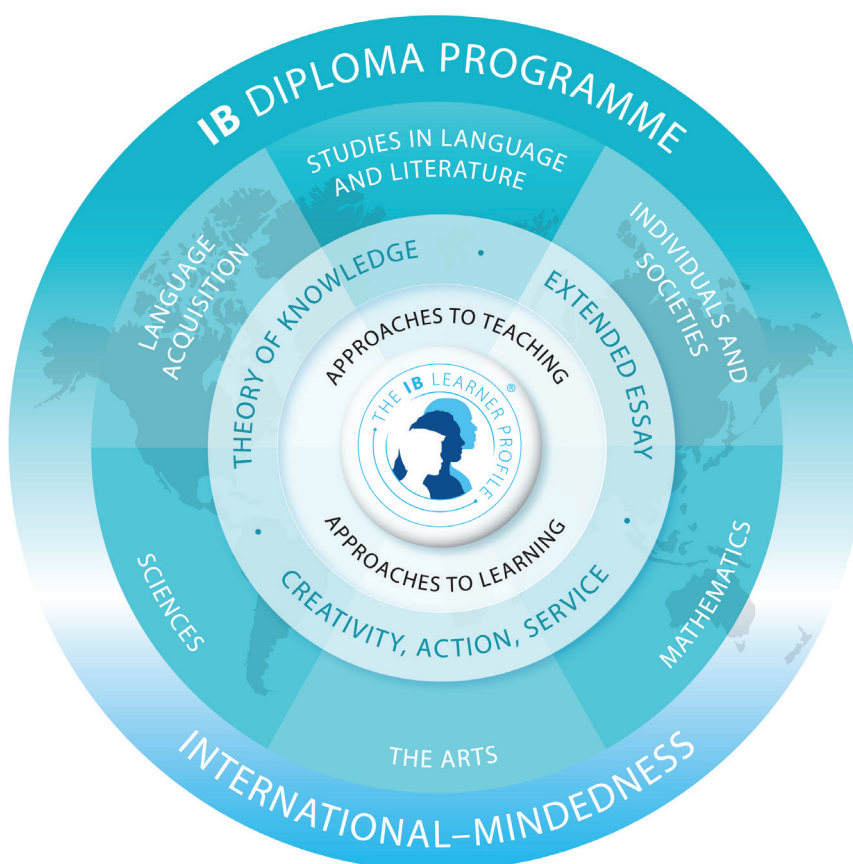 IB DIPLOMA PROGRAMME
STUDIES IN LANGUAGE
AND LITERATURE
LANGUAGE
ACQUISITION
INDIVIDUALS AND
SOCIETIES
THEORY OF KNOWLEDGE
EXTENDED ESSAY
APPROACHES TO TEACHING
THE IB LEARNER PROFILE
®
APPROACHES TO LEARNING
CREATIVITY, ACTION, SERVICE
SCIENCES
MATHEMATICS
THE ARTS
INTERNATIONAL–MINDEDNESS